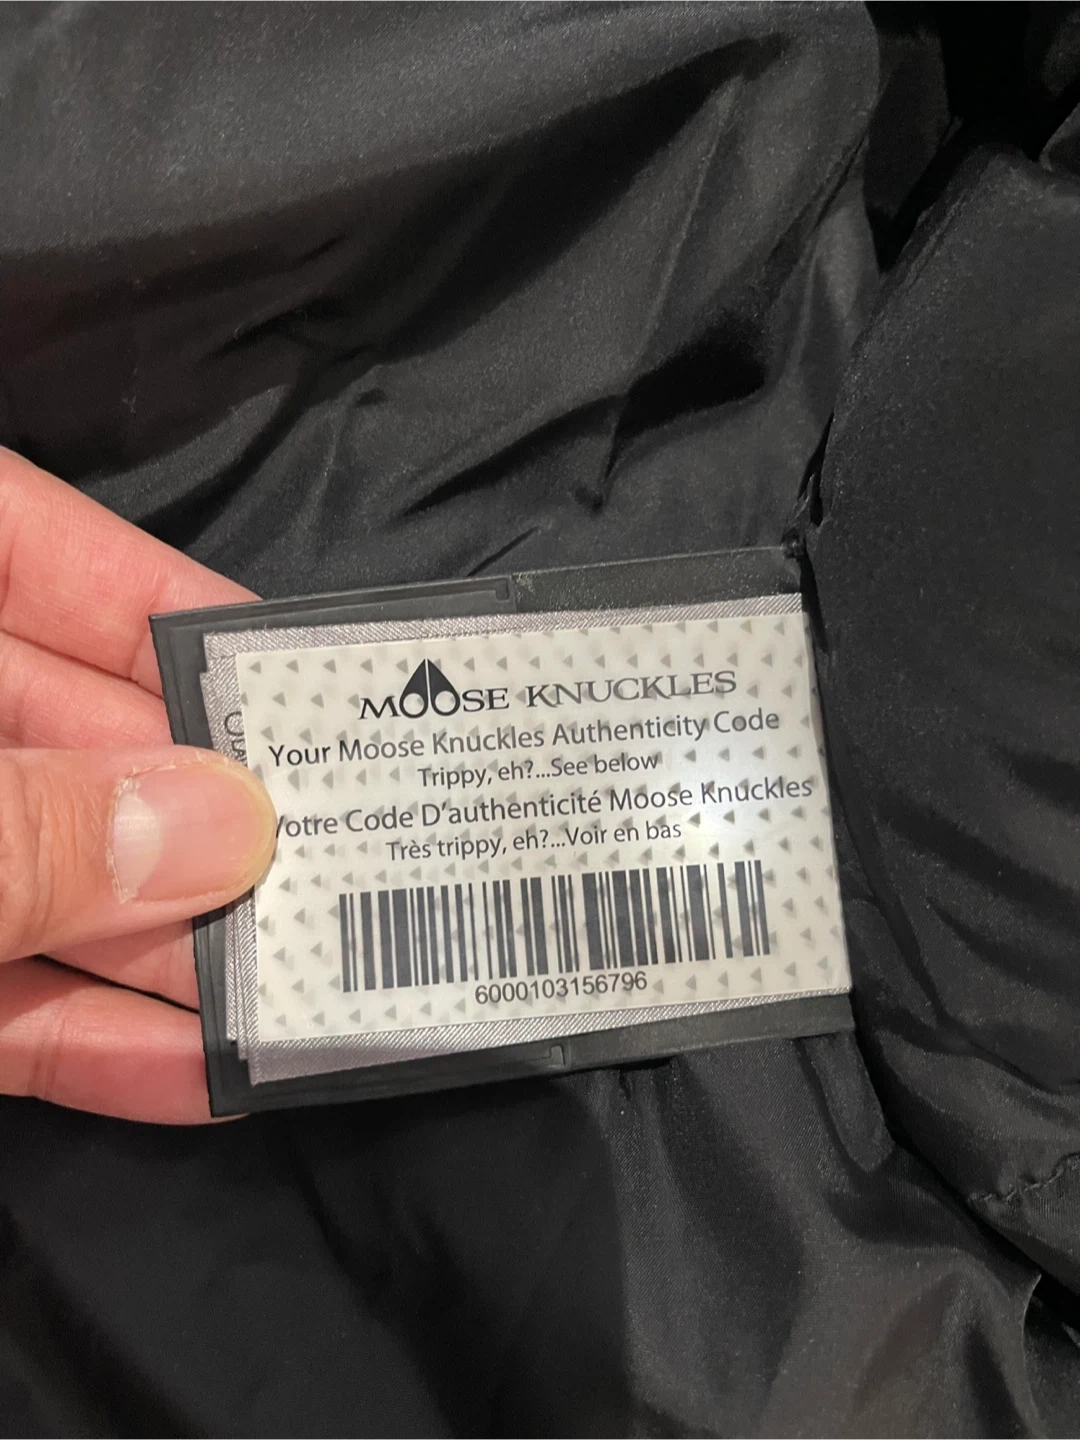 MOOSE KNUCKLES
Your Moose Knuckles Authenticity Code
Trippy, eh?...See below
Votre Code D'authenticité Moose Knuckles
Très trippy, eh?...Voir en bas
6000103156796